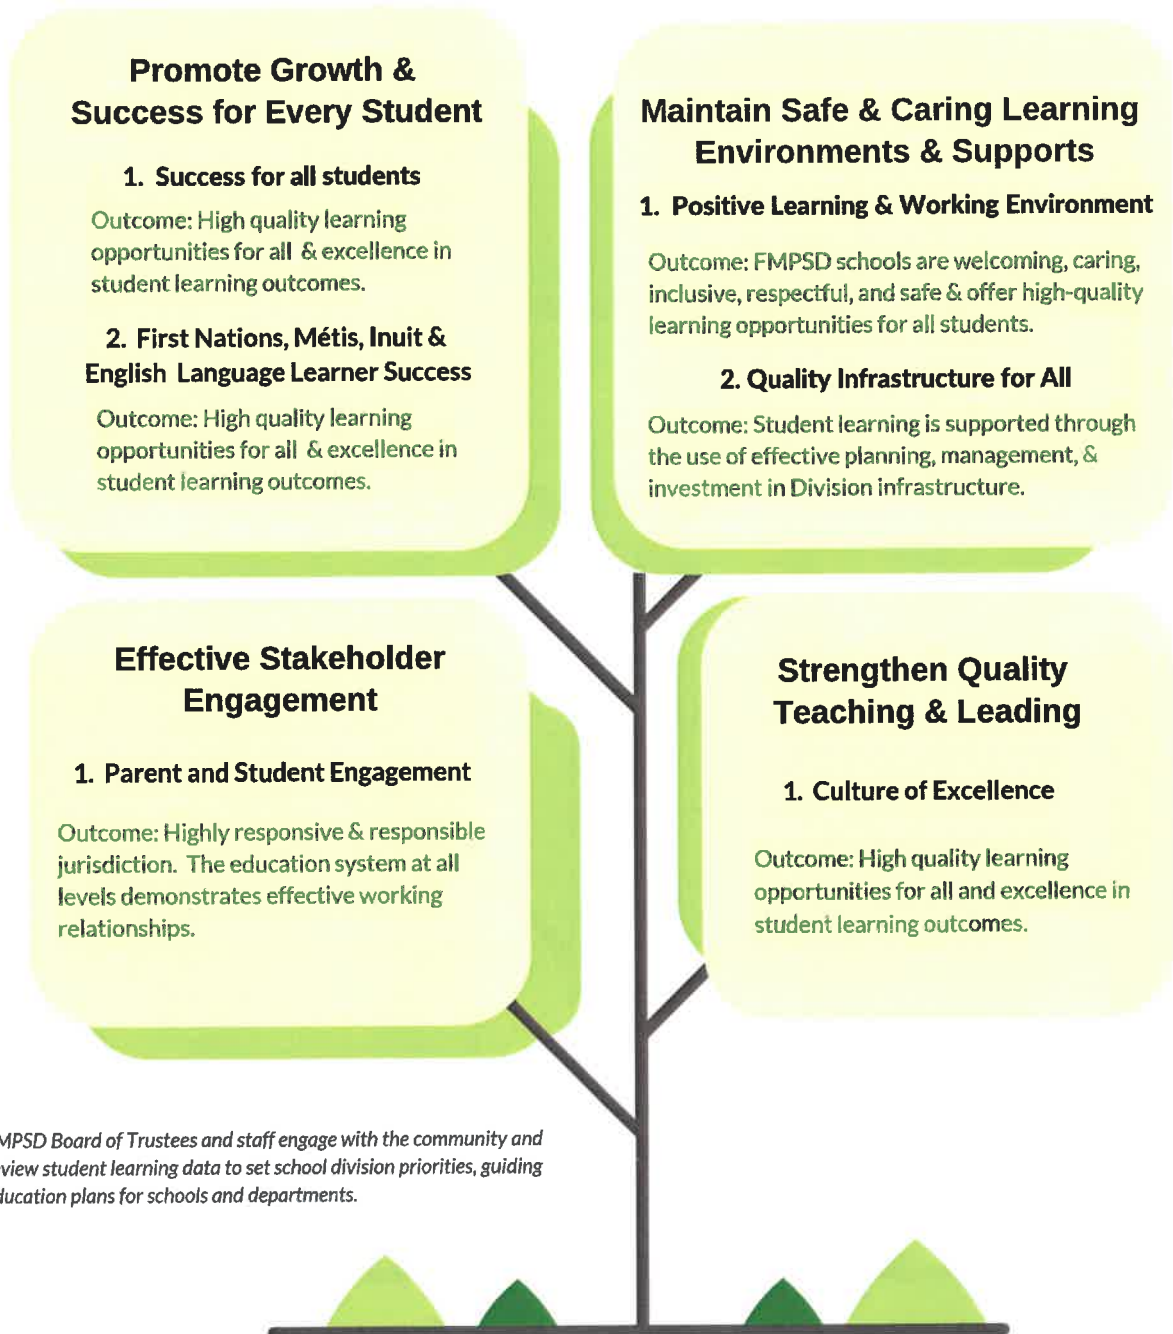 Promote Growth &
Success for Every Student
1. Success for all students
Outcome: High quality learning
opportunities for all & excellence in
student learning outcomes.
2. First Nations, Métis, Inuit &
English Language Learner Success
Outcome: High quality learning
opportunities for all & excellence in
student learning outcomes.
Maintain Safe & Caring Learning
Environments & Supports
1. Positive Learning & Working Environment
Outcome: FMPSD schools are welcoming, caring,
inclusive, respectful, and safe & offer high-quality
learning opportunities for all students.
2. Quality Infrastructure for All
Outcome: Student learning is supported through
the use of effective planning, management, &
investment in Division infrastructure.
Effective Stakeholder
Engagement
1. Parent and Student Engagement
Outcome: Highly responsive & responsible
jurisdiction. The education system at all
levels demonstrates effective working
relationships.
Strengthen Quality
Teaching & Leading
1. Culture of Excellence
Outcome: High quality learning
opportunities for all and excellence in
student learning outcomes.
MPSD Board of Trustees and staff engage with the community and
view student learning data to set school division priorities, guiding
ducation plans for schools and departments.